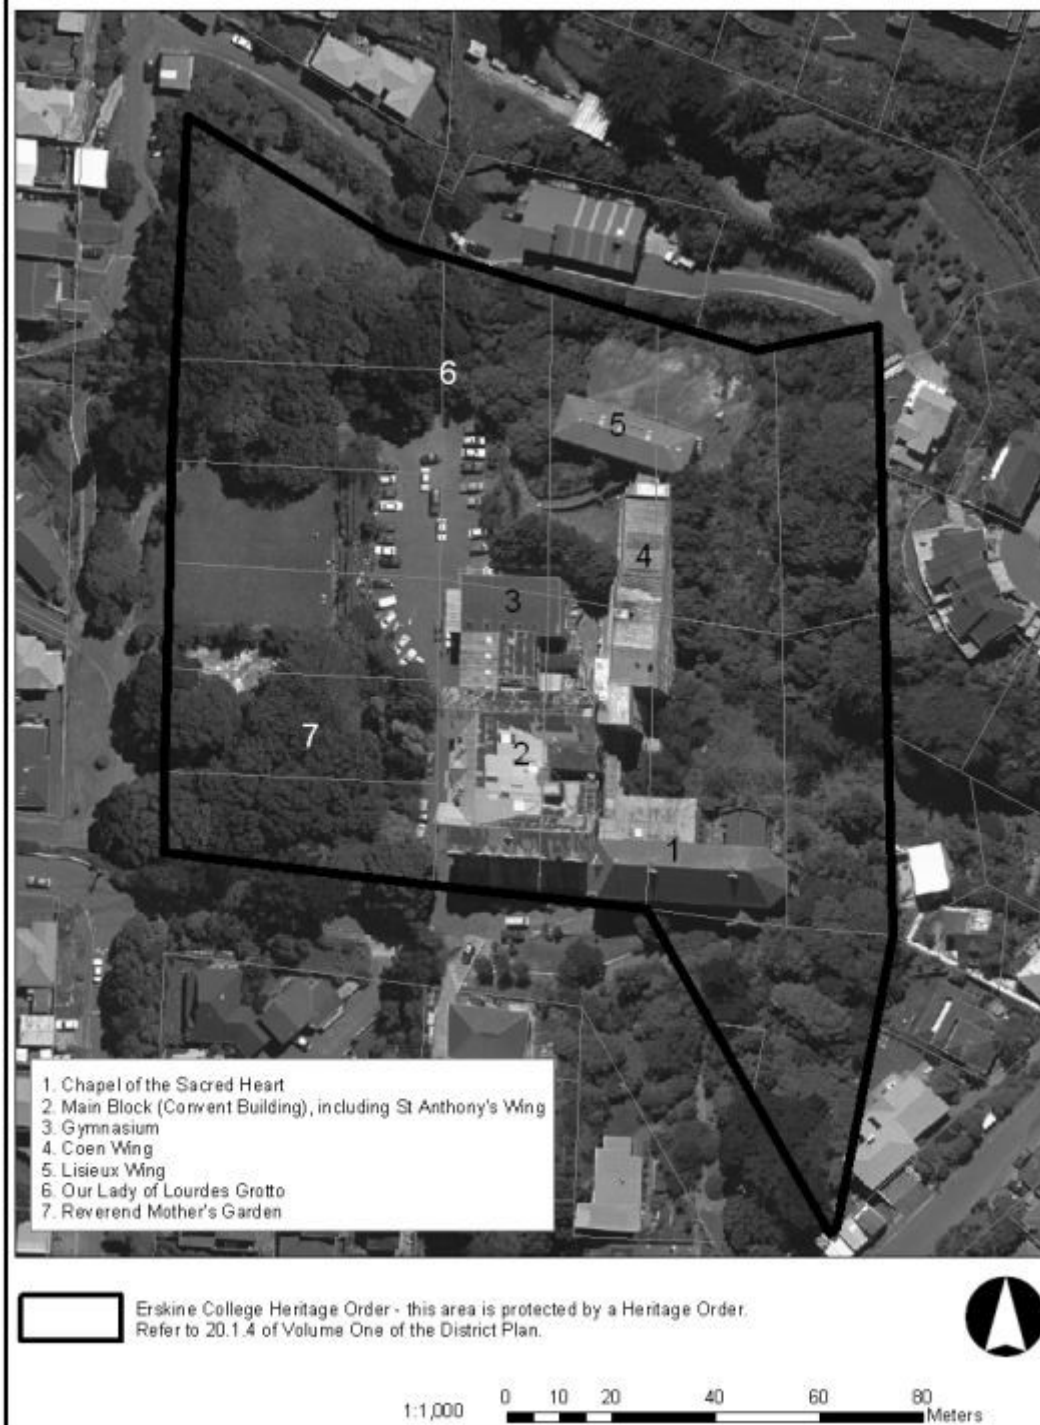 6
5
4
3
7
2
1
1. Chapel of the Sacred Heart
2. Main Block (Convent Building), including St Anthony's Wing
3. Gymnasium
4. Coen Wing
5. Lisieux Wing
6. Our Lady of Lourdes Grotto
7. Reverend Mother's Garden
Erskine College Heritage Order - this area is protected by a Heritage Order.
Refer to 20.1.4 of Volume One of the District Plan.
1:1,000
0 10 20 40 60 80
Meters